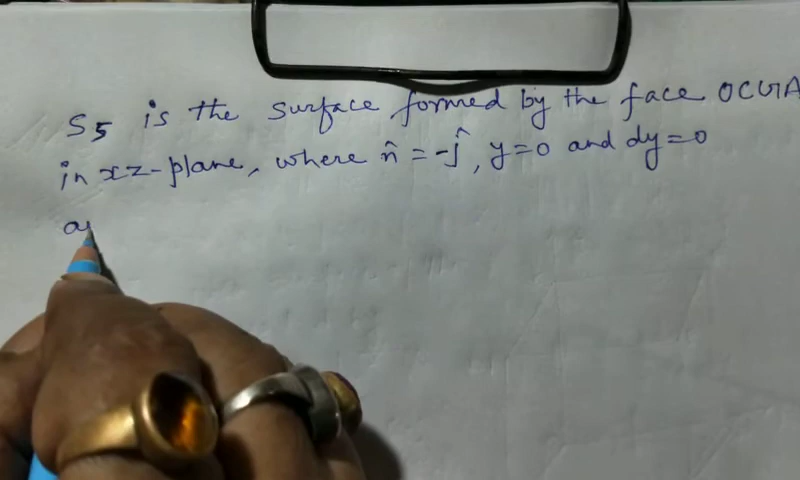 S5 is the surface formed by the face OCGA
in xz-plane, where n̂ = -ĵ, y=0 and dy=0